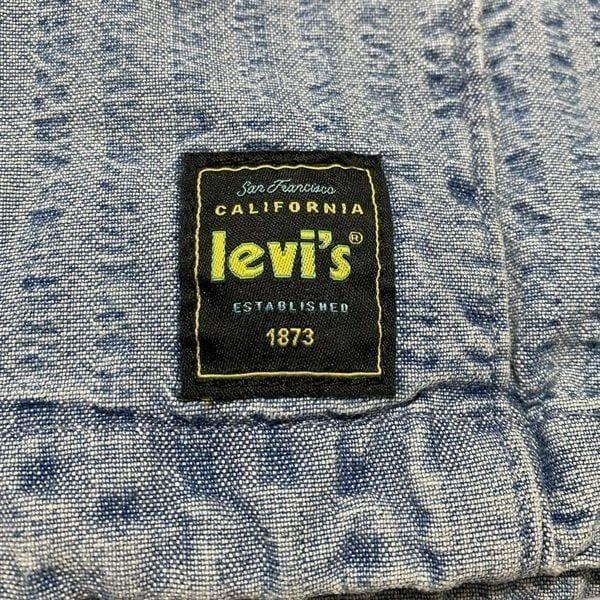 San Francisco
CALIFORNIA
levi's®
ESTABLISHED
1873